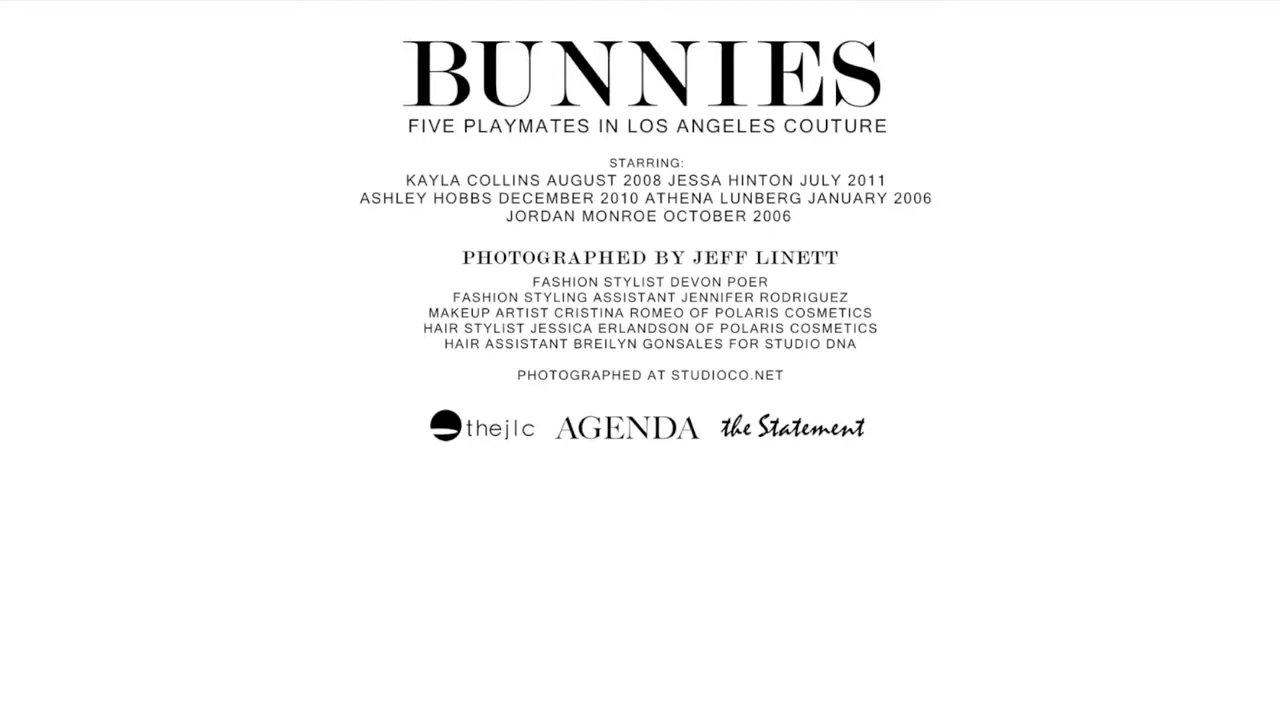 BUNNIES
FIVE PLAYMATES IN LOS ANGELES COUTURE
STARRING:
KAYLA COLLINS AUGUST 2008 JESSA HINTON JULY 2011
ASHLEY HOBBS DECEMBER 2010 ATHENA LUNBERG JANUARY 2006
JORDAN MONROE OCTOBER 2006
PHOTOGRAPHED BY JEFF LINETT
FASHION STYLIST DEVON POER
FASHION STYLING ASSISTANT JENNIFER RODRIGUEZ
MAKEUP ARTIST CRISTINA ROMEO OF POLARIS COSMETICS
HAIR STYLIST JESSICA ERLANDSON OF POLARIS COSMETICS
HAIR ASSISTANT BREILYN GONSALES FOR STUDIO DNA
PHOTOGRAPHED AT STUDIOCO.NET
thejlc AGENDA the Statement